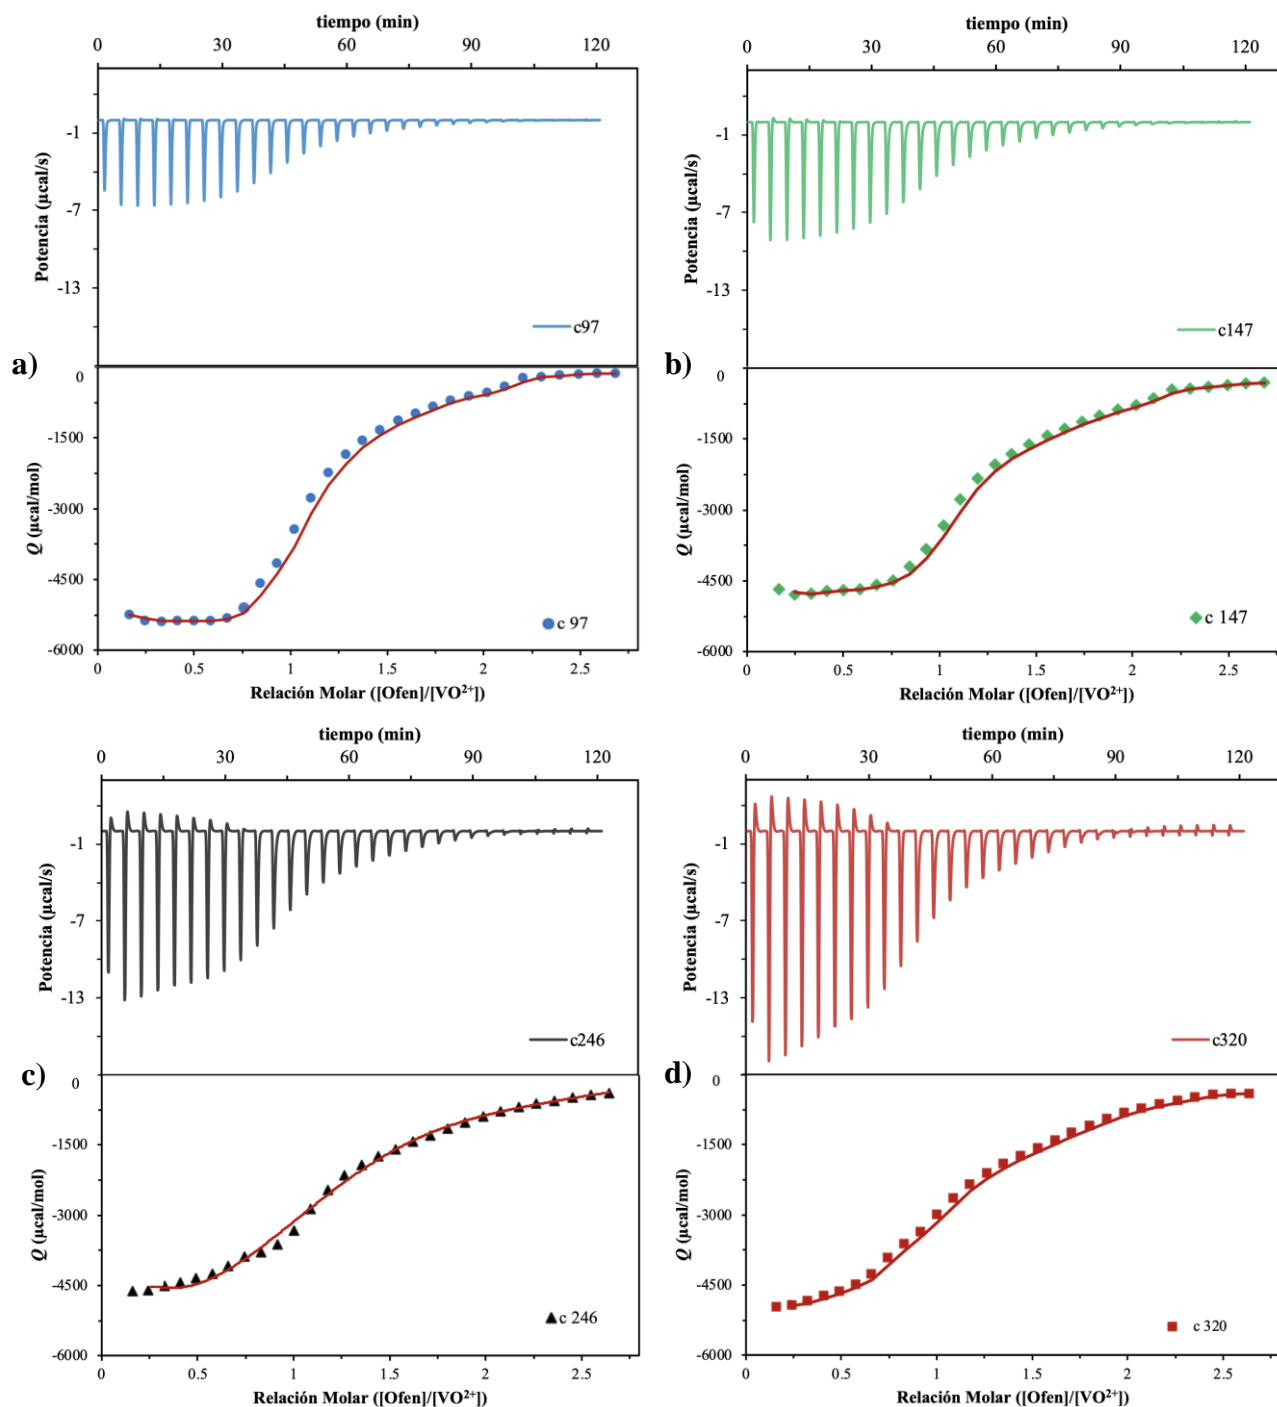 tiempo (min)
0 30 60 90 120
Potencia (µcal/s)
-1
-7
-13
c97
a)
0
-1500
-3000
-4500
-6000
Q (µcal/mol)
c 97
0 0.5 1 1.5 2 2.5
Relación Molar ([Ofen]/[VO²⁺])
tiempo (min)
0 30 60 90 120
Potencia (µcal/s)
-1
-7
-13
c147
b)
0
-1500
-3000
-4500
-6000
Q (µcal/mol)
c 147
0 0.5 1 1.5 2 2.5
Relación Molar ([Ofen]/[VO²⁺])
tiempo (min)
0 30 60 90 120
Potencia (µcal/s)
-1
-7
-13
c246
c)
0
-1500
-3000
-4500
-6000
Q (µcal/mol)
c 246
0 0.5 1 1.5 2 2.5
Relación Molar ([Ofen]/[VO²⁺])
tiempo (min)
0 30 60 90 120
Potencia (µcal/s)
-1
-7
-13
c320
d)
0
-1500
-3000
-4500
-6000
Q (µcal/mol)
c 320
0 0.5 1 1.5 2 2.5
Relación Molar ([Ofen]/[VO²⁺])